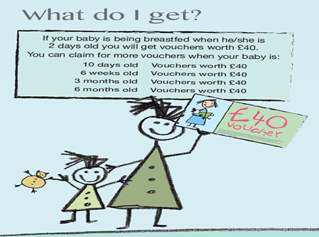 What do I get?
If your baby is being breastfed when he/she is
2 days old you will get vouchers worth £40.
You can claim for more vouchers when your baby is:
10 days old Vouchers worth £40
6 weeks old Vouchers worth £40
3 months old Vouchers worth £40
6 months old Vouchers worth £40
£40
voucher